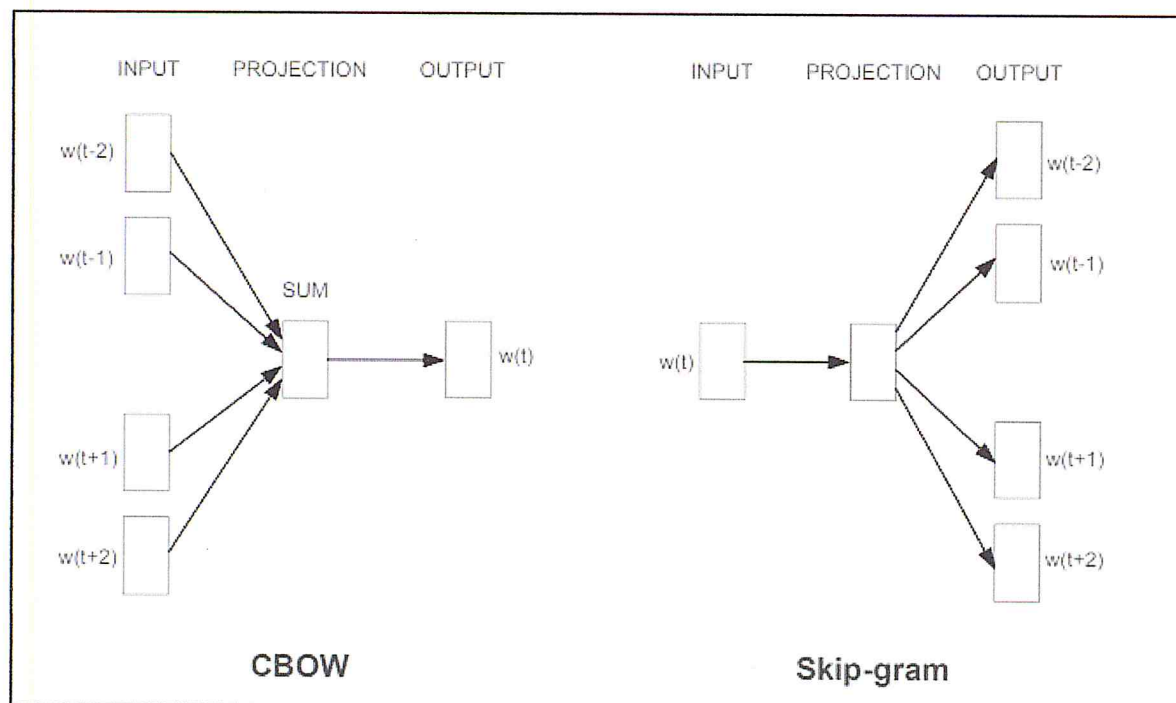 INPUT PROJECTION OUTPUT
w(t-2)
w(t-1)
SUM
w(t)
w(t+1)
w(t+2)
CBOW
INPUT PROJECTION OUTPUT
w(t-2)
w(t-1)
w(t)
w(t+1)
w(t+2)
Skip-gram